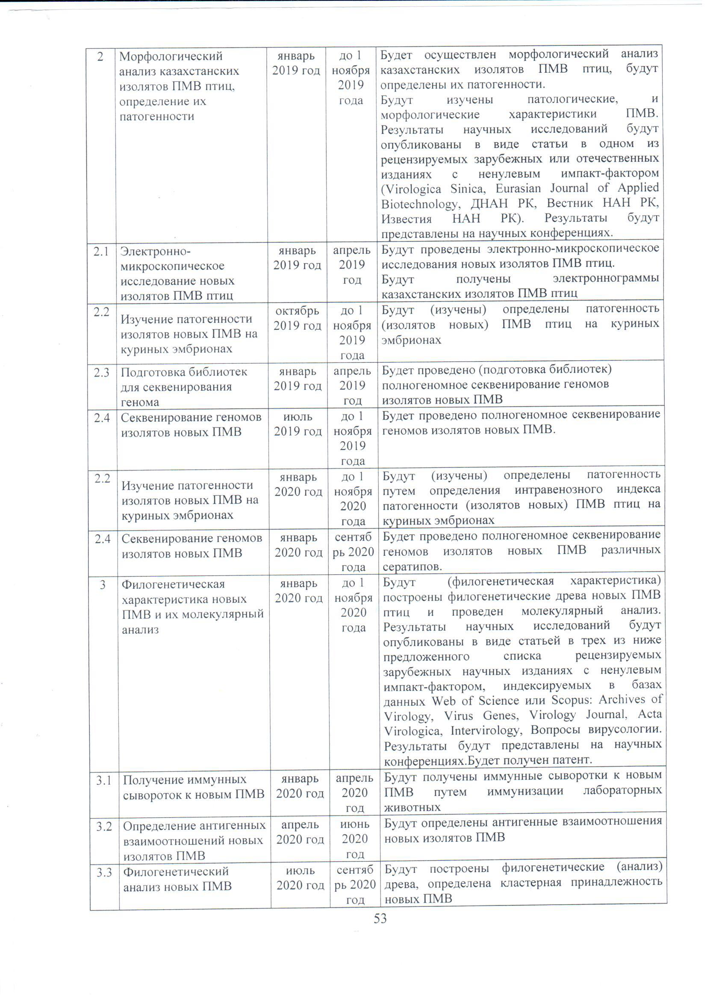 2
Морфологический
анализ казахстанских
изолятов ПМВ птиц,
определение их
патогенности
январь
2019 год
до 1
ноября
2019
года
Будет осуществлен морфологический анализ
казахстанских изолятов ПМВ птиц, будут
определены их патогенности.
Будут изучены патологические, и
морфологические характеристики ПМВ.
Результаты научных исследований будут
опубликованы в виде статьи в одном из
рецензируемых зарубежных или отечественных
изданиях с ненулевым импакт-фактором
(Virologica Sinica, Eurasian Journal of Applied
Biotechnology, ДНАН РК, Вестник НАН РК,
Известия НАН РК). Результаты будут
представлены на научных конференциях.
2.1
Электронно-
микроскопическое
исследование новых
изолятов ПМВ птиц
январь
2019 год
апрель
2019
год
Будут проведены электронно-микроскопическое
исследования новых изолятов ПМВ птиц.
Будут получены электроннограммы
казахстанских изолятов ПМВ птиц
2.2
Изучение патогенности
изолятов новых ПМВ на
куриных эмбрионах
октябрь
2019 год
до 1
ноября
2019
года
Будут (изучены) определены патогенность
(изолятов новых) ПМВ птиц на куриных
эмбрионах
2.3
Подготовка библиотек
для секвенирования
генома
январь
2019 год
апрель
2019
год
Будет проведено (подготовка библиотек)
полногеномное секвенирование геномов
изолятов новых ПМВ
2.4
Секвенирование геномов
изолятов новых ПМВ
июль
2019 год
до 1
ноября
2019
года
Будет проведено полногеномное секвенирование
геномов изолятов новых ПМВ.
2.2
Изучение патогенности
изолятов новых ПМВ на
куриных эмбрионах
январь
2020 год
до 1
ноября
2020
года
Будут (изучены) определены патогенность
путем определения интравенозного индекса
патогенности (изолятов новых) ПМВ птиц на
куриных эмбрионах
2.4
Секвенирование геномов
изолятов новых ПМВ
январь
2020 год
сентяб
рь 2020
года
Будет проведено полногеномное секвенирование
геномов изолятов новых ПМВ различных
сератипов.
3
Филогенетическая
характеристика новых
ПМВ и их молекулярный
анализ
январь
2020 год
до 1
ноября
2020
года
Будут (филогенетическая характеристика)
построены филогенетические древа новых ПМВ
птиц и проведен молекулярный анализ.
Результаты научных исследований будут
опубликованы в виде статьей в трех из ниже
предложенного списка рецензируемых
зарубежных научных изданиях с ненулевым
импакт-фактором, индексируемых в базах
данных Web of Science или Scopus: Archives of
Virology, Virus Genes, Virology Journal, Acta
Virologica, Intervirology, Вопросы вирусологии.
Результаты будут представлены на научных
конференциях.Будет получен патент.
3.1
Получение иммунных
сывороток к новым ПМВ
январь
2020 год
апрель
2020
год
Будут получены иммунные сыворотки к новым
ПМВ путем иммунизации лабораторных
животных
3.2
Определение антигенных
взаимоотношений новых
изолятов ПМВ
апрель
2020 год
июнь
2020
год
Будут определены антигенные взаимоотношения
новых изолятов ПМВ
3.3
Филогенетический
анализ новых ПМВ
июль
2020 год
сентяб
рь 2020
год
Будут построены филогенетические (анализ)
древа, определена кластерная принадлежность
новых ПМВ
53